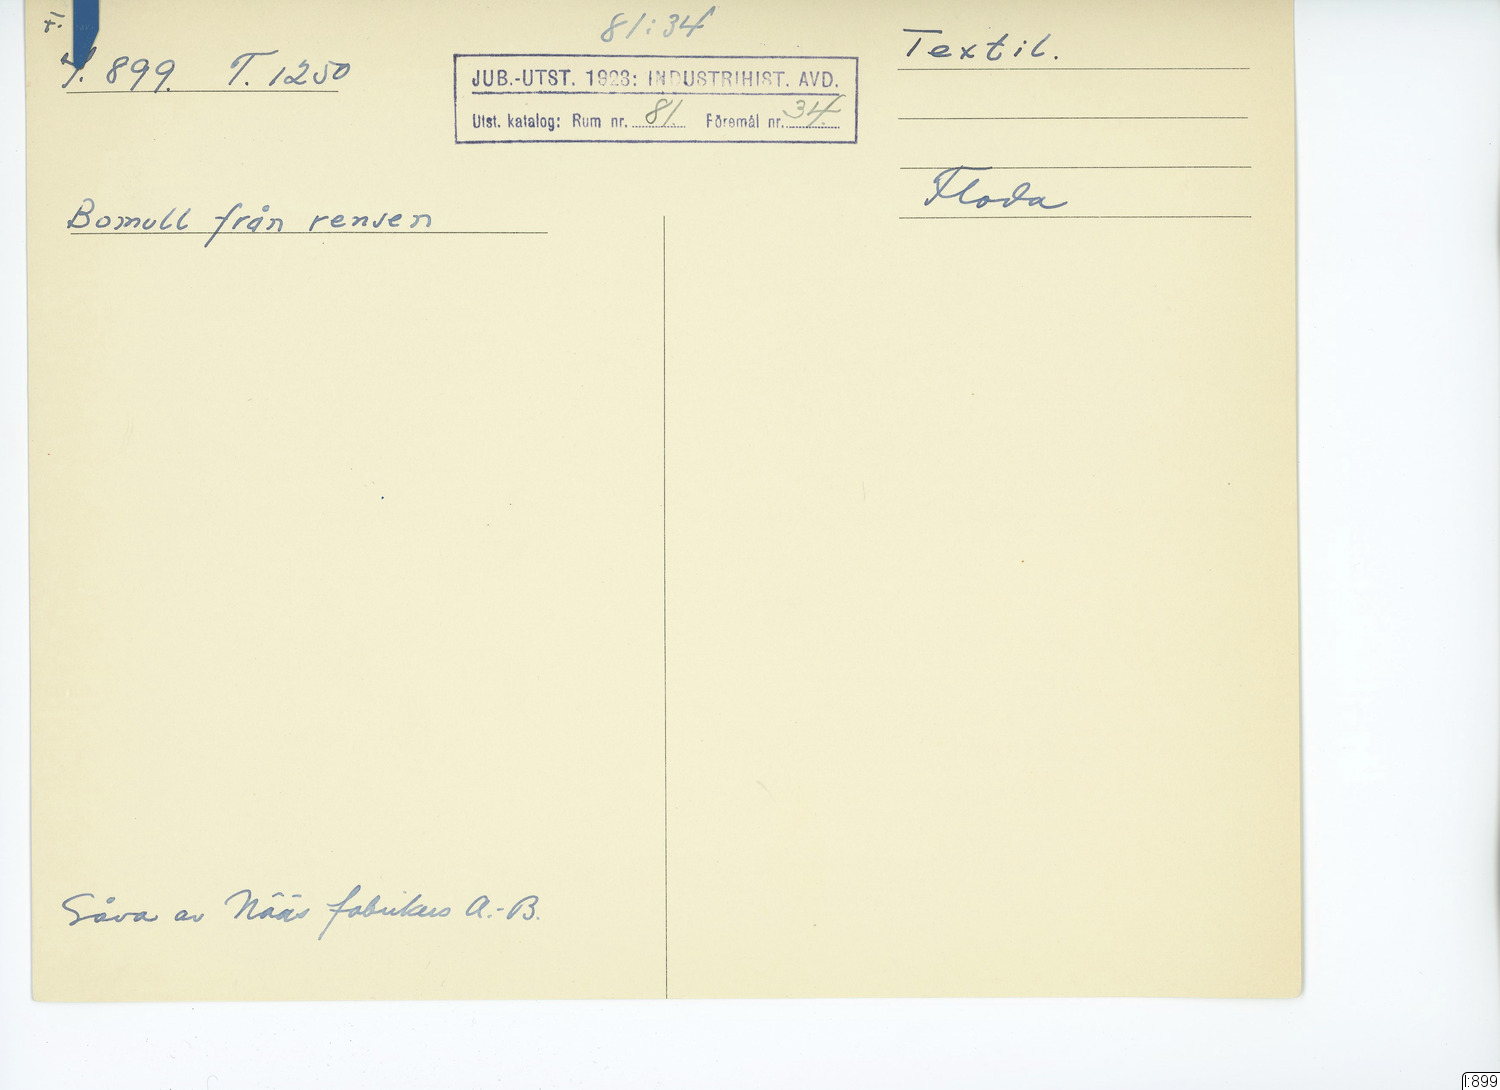 81:34
I. 899. T. 1250
JUB.-UTST. 1923: INDUSTRIHIST. AVD.
Utst. katalog: Rum nr. 81. Föremål nr. 34.
Textil.
Floda
Bomull från rensen
Gåva av Nääs fabrikers A.-B.
I:899